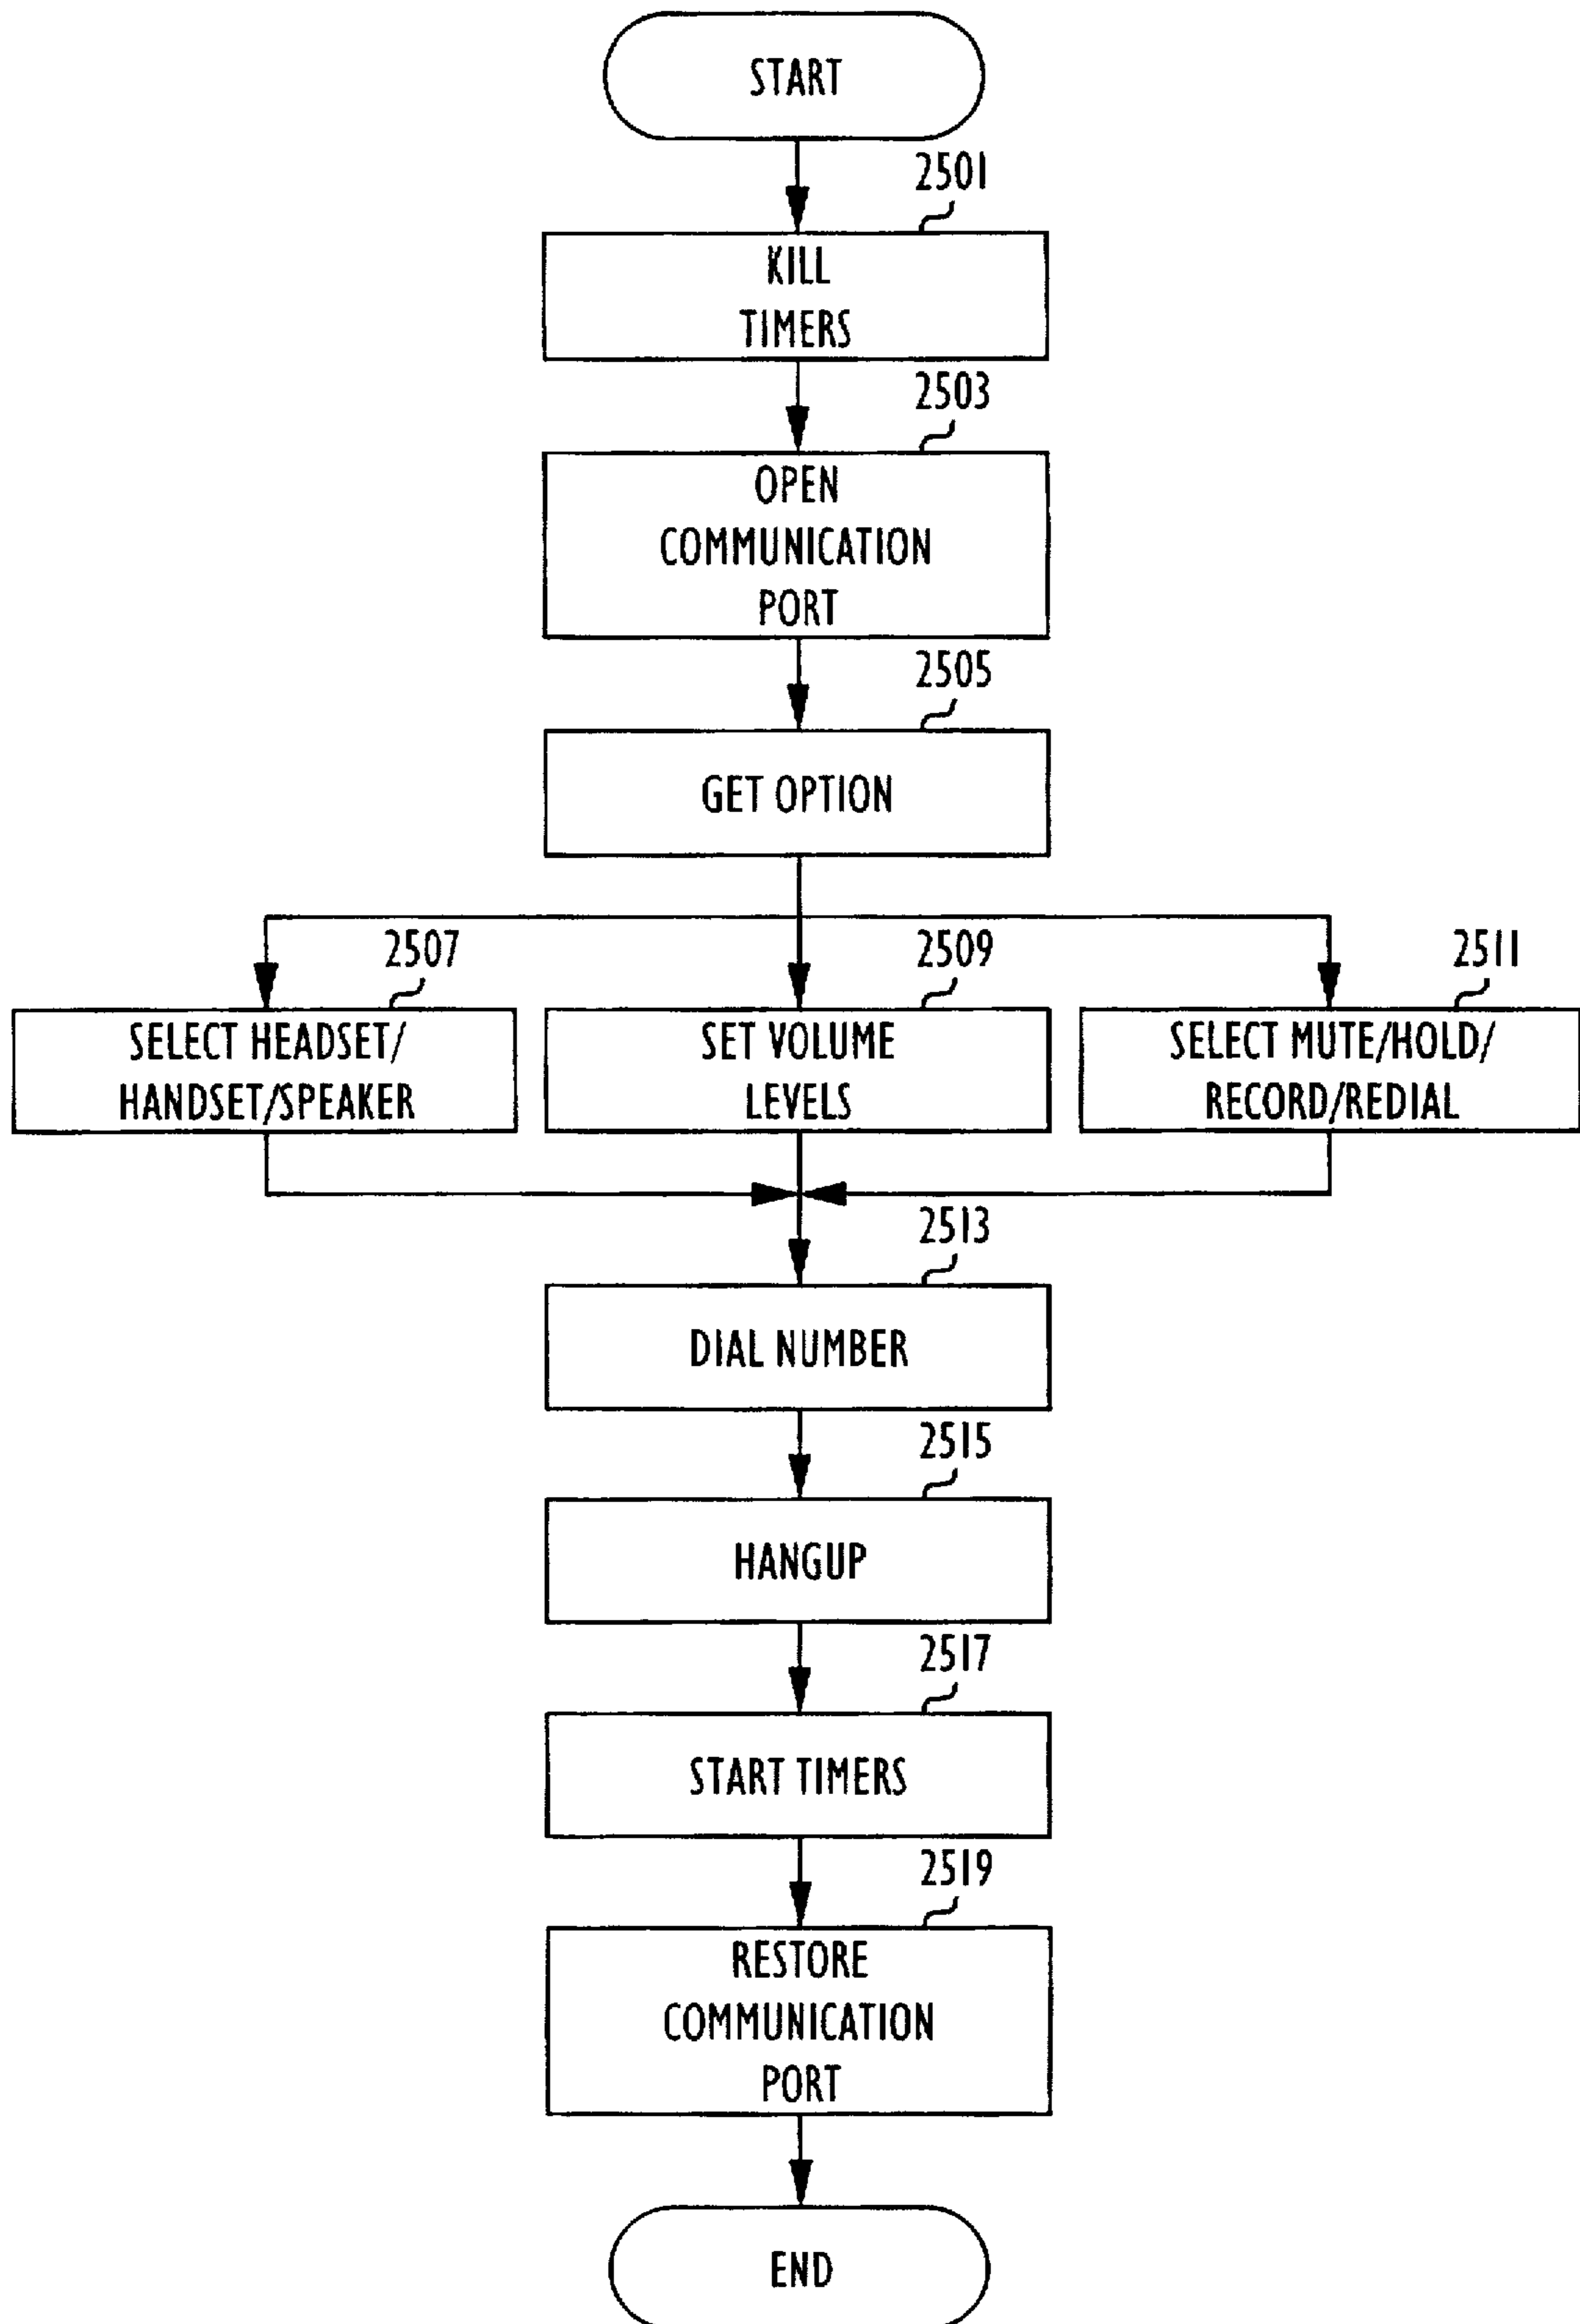 START
2501
KILL
TIMERS
2503
OPEN
COMMUNICATION
PORT
2505
GET OPTION
2507
SELECT HEADSET/
HANDSET/SPEAKER
2509
SET VOLUME
LEVELS
2511
SELECT MUTE/HOLD/
RECORD/REDIAL
2513
DIAL NUMBER
2515
HANGUP
2517
START TIMERS
2519
RESTORE
COMMUNICATION
PORT
END